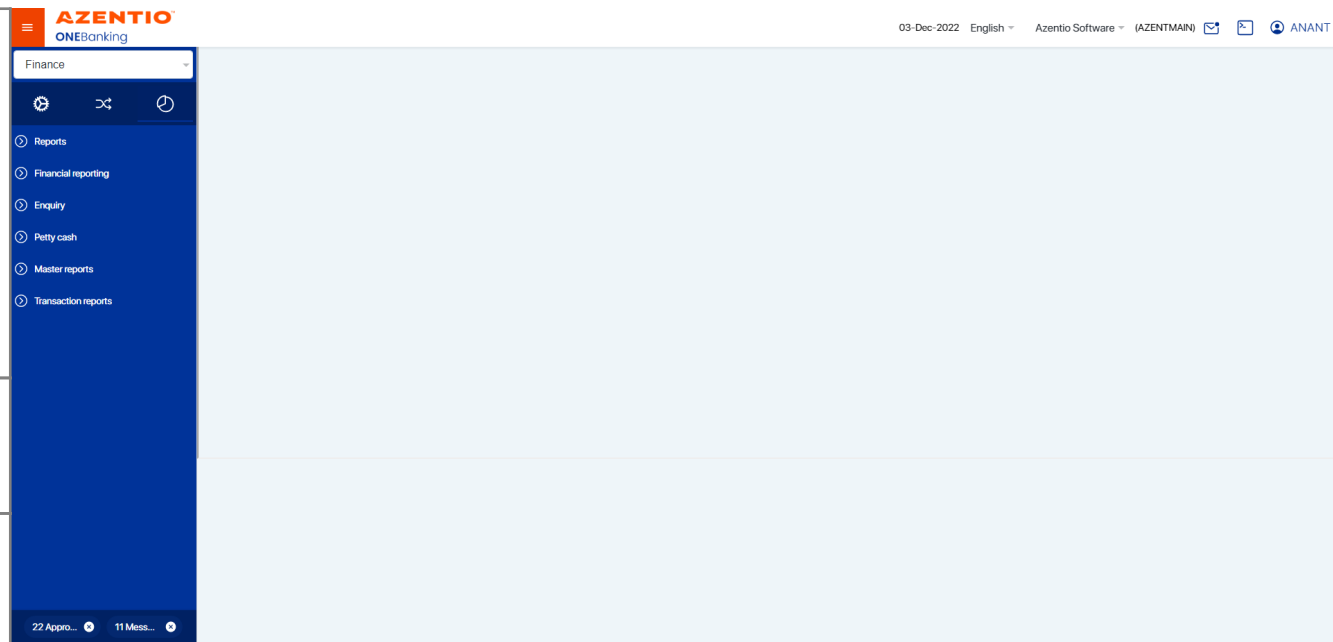 AZENTIO
ONEBanking
03-Dec-2022 English Azentio Software (AZENTMAIN) ANANT
Finance
Reports
Financial reporting
Enquiry
Petty cash
Master reports
Transaction reports
22 Appro... 11 Mess...